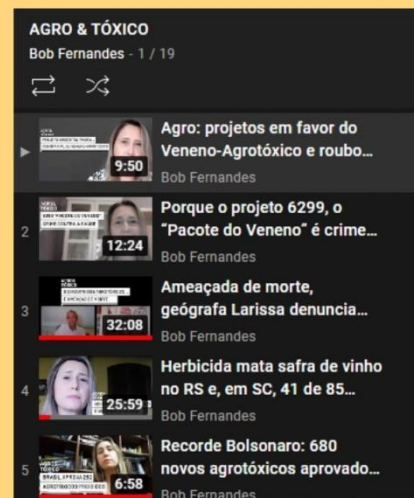 AGRO & TÓXICO
Bob Fernandes - 1 / 19
Agro: projetos em favor do
Veneno-Agrotóxico e roubo...
9:50
Bob Fernandes
2
Porque o projeto 6299, o
“Pacote do Veneno” é crime...
12:24
Bob Fernandes
3
Ameaçada de morte,
geógrafa Larissa denuncia...
32:08
Bob Fernandes
4
Herbicida mata safra de vinho
no RS e, em SC, 41 de 85...
25:59
Bob Fernandes
5
Recorde Bolsonaro: 680
novos agrotóxicos aprovado...
6:58
Bob Fernandes